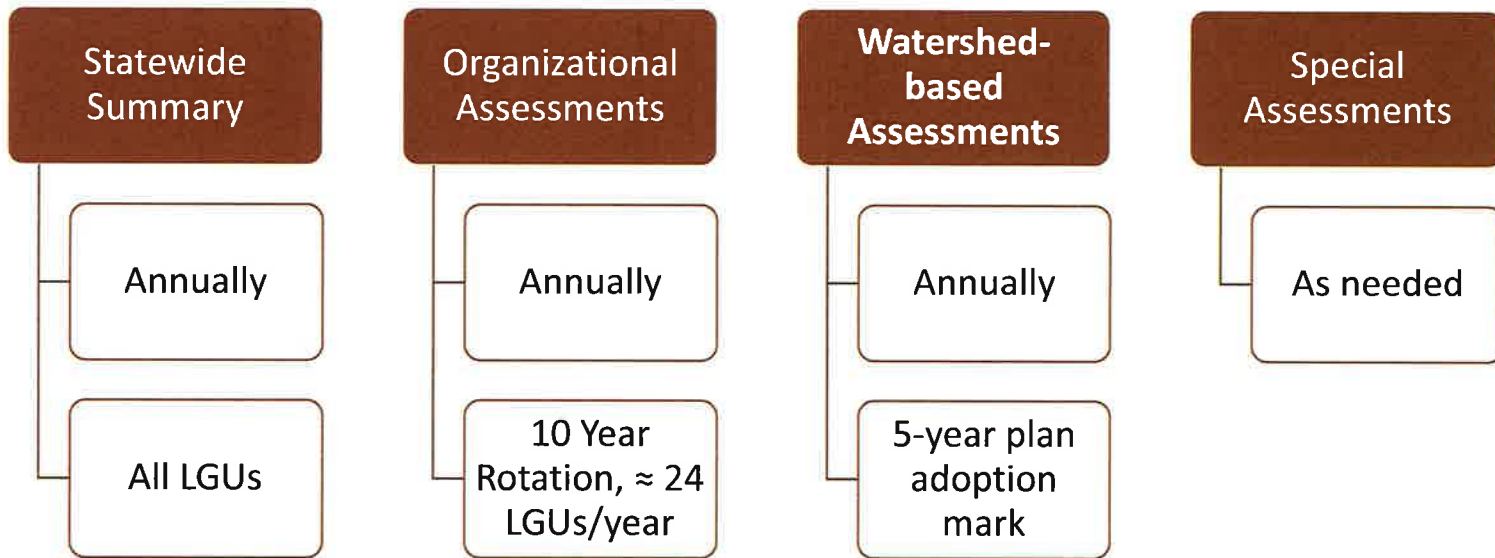 Statewide
Summary
Annually
All LGUs
Organizational
Assessments
Annually
10 Year
Rotation, ≈ 24
LGUs/year
Watershed-
based
Assessments
Annually
5-year plan
adoption
mark
Special
Assessments
As needed